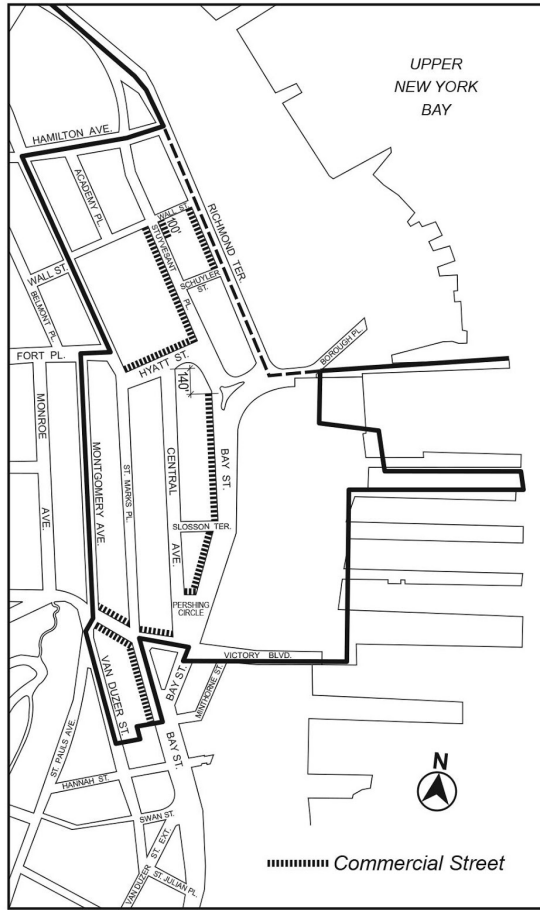 UPPER
NEW YORK
BAY
HAMILTON AVE.
ACADEMY PL.
WALL ST.
100'
STUYVESANT
PL.
RICHMOND TER.
SCHUYLER
ST.
WALL ST.
BELMONT PL.
FORT PL.
HYATT ST.
BOROUGH PL.
140'
MONROE
AVE.
MONTGOMERY AVE.
ST. MARKS PL.
CENTRAL
AVE.
BAY ST.
SLOSSON TER.
PERSHING
CIRCLE
VICTORY BLVD.
VAN DUZER ST.
BAY ST.
MINTHORNE ST.
BAY ST.
ST. PAULS AVE.
HANNAH ST.
SWAN ST.
VAN DUZER ST. EXT.
ST. JULIAN PL.
N
Commercial Street